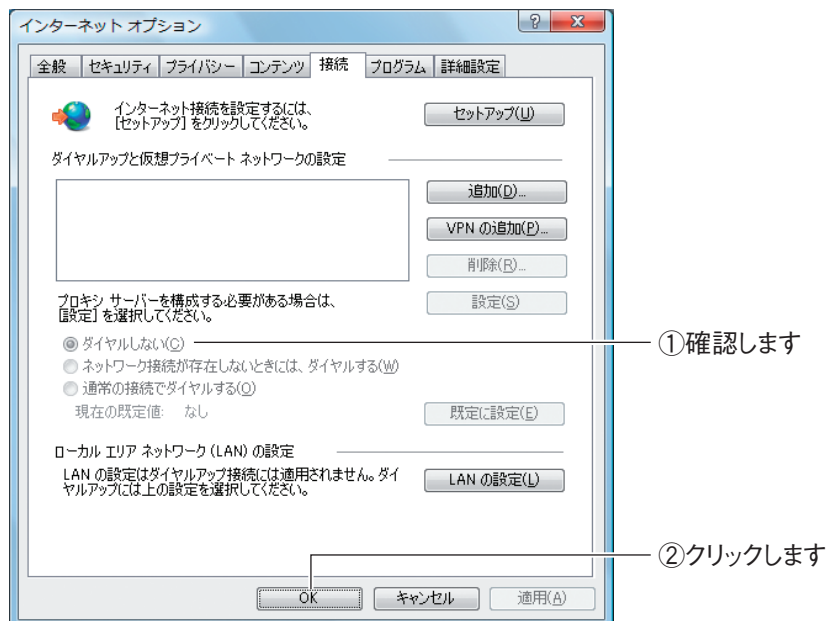 インターネット オプション
全般 セキュリティ プライバシー コンテンツ 接続 プログラム 詳細設定
インターネット接続を設定するには、
[セットアップ] をクリックしてください。
セットアップ(U)
ダイヤルアップと仮想プライベート ネットワークの設定
追加(D)...
VPN の追加(P)...
削除(R)...
プロキシ サーバーを構成する必要がある場合は、
[設定] を選択してください。
設定(S)
ダイヤルしない(C)
①確認します
ネットワーク接続が存在しないときには、ダイヤルする(W)
通常の接続でダイヤルする(O)
現在の既定値: なし
既定に設定(E)
ローカル エリア ネットワーク (LAN) の設定
LAN の設定はダイヤルアップ接続には適用されません。ダイ
ヤルアップには上の設定を選択してください。
LAN の設定(L)
②クリックします
OK キャンセル 適用(A)